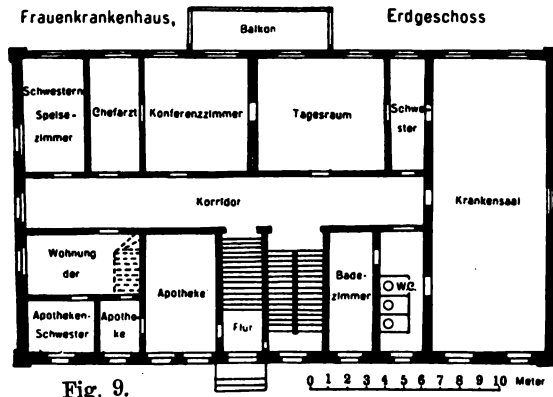 Frauenkrankenhaus, Erdgeschoss
Balkon
Schwestern
Speise-
zimmer
Chefarzt
Konferenzzimmer
Tagesraum
Schwe
ster
Krankensaal
Korridor
Wohnung
der
Apotheken-
Schwester
Apothe-
ke
Apotheke
Flur
Bade-
zimmer
W.C.
Fig. 9.
0 1 2 3 4 5 6 7 8 9 10 Meter